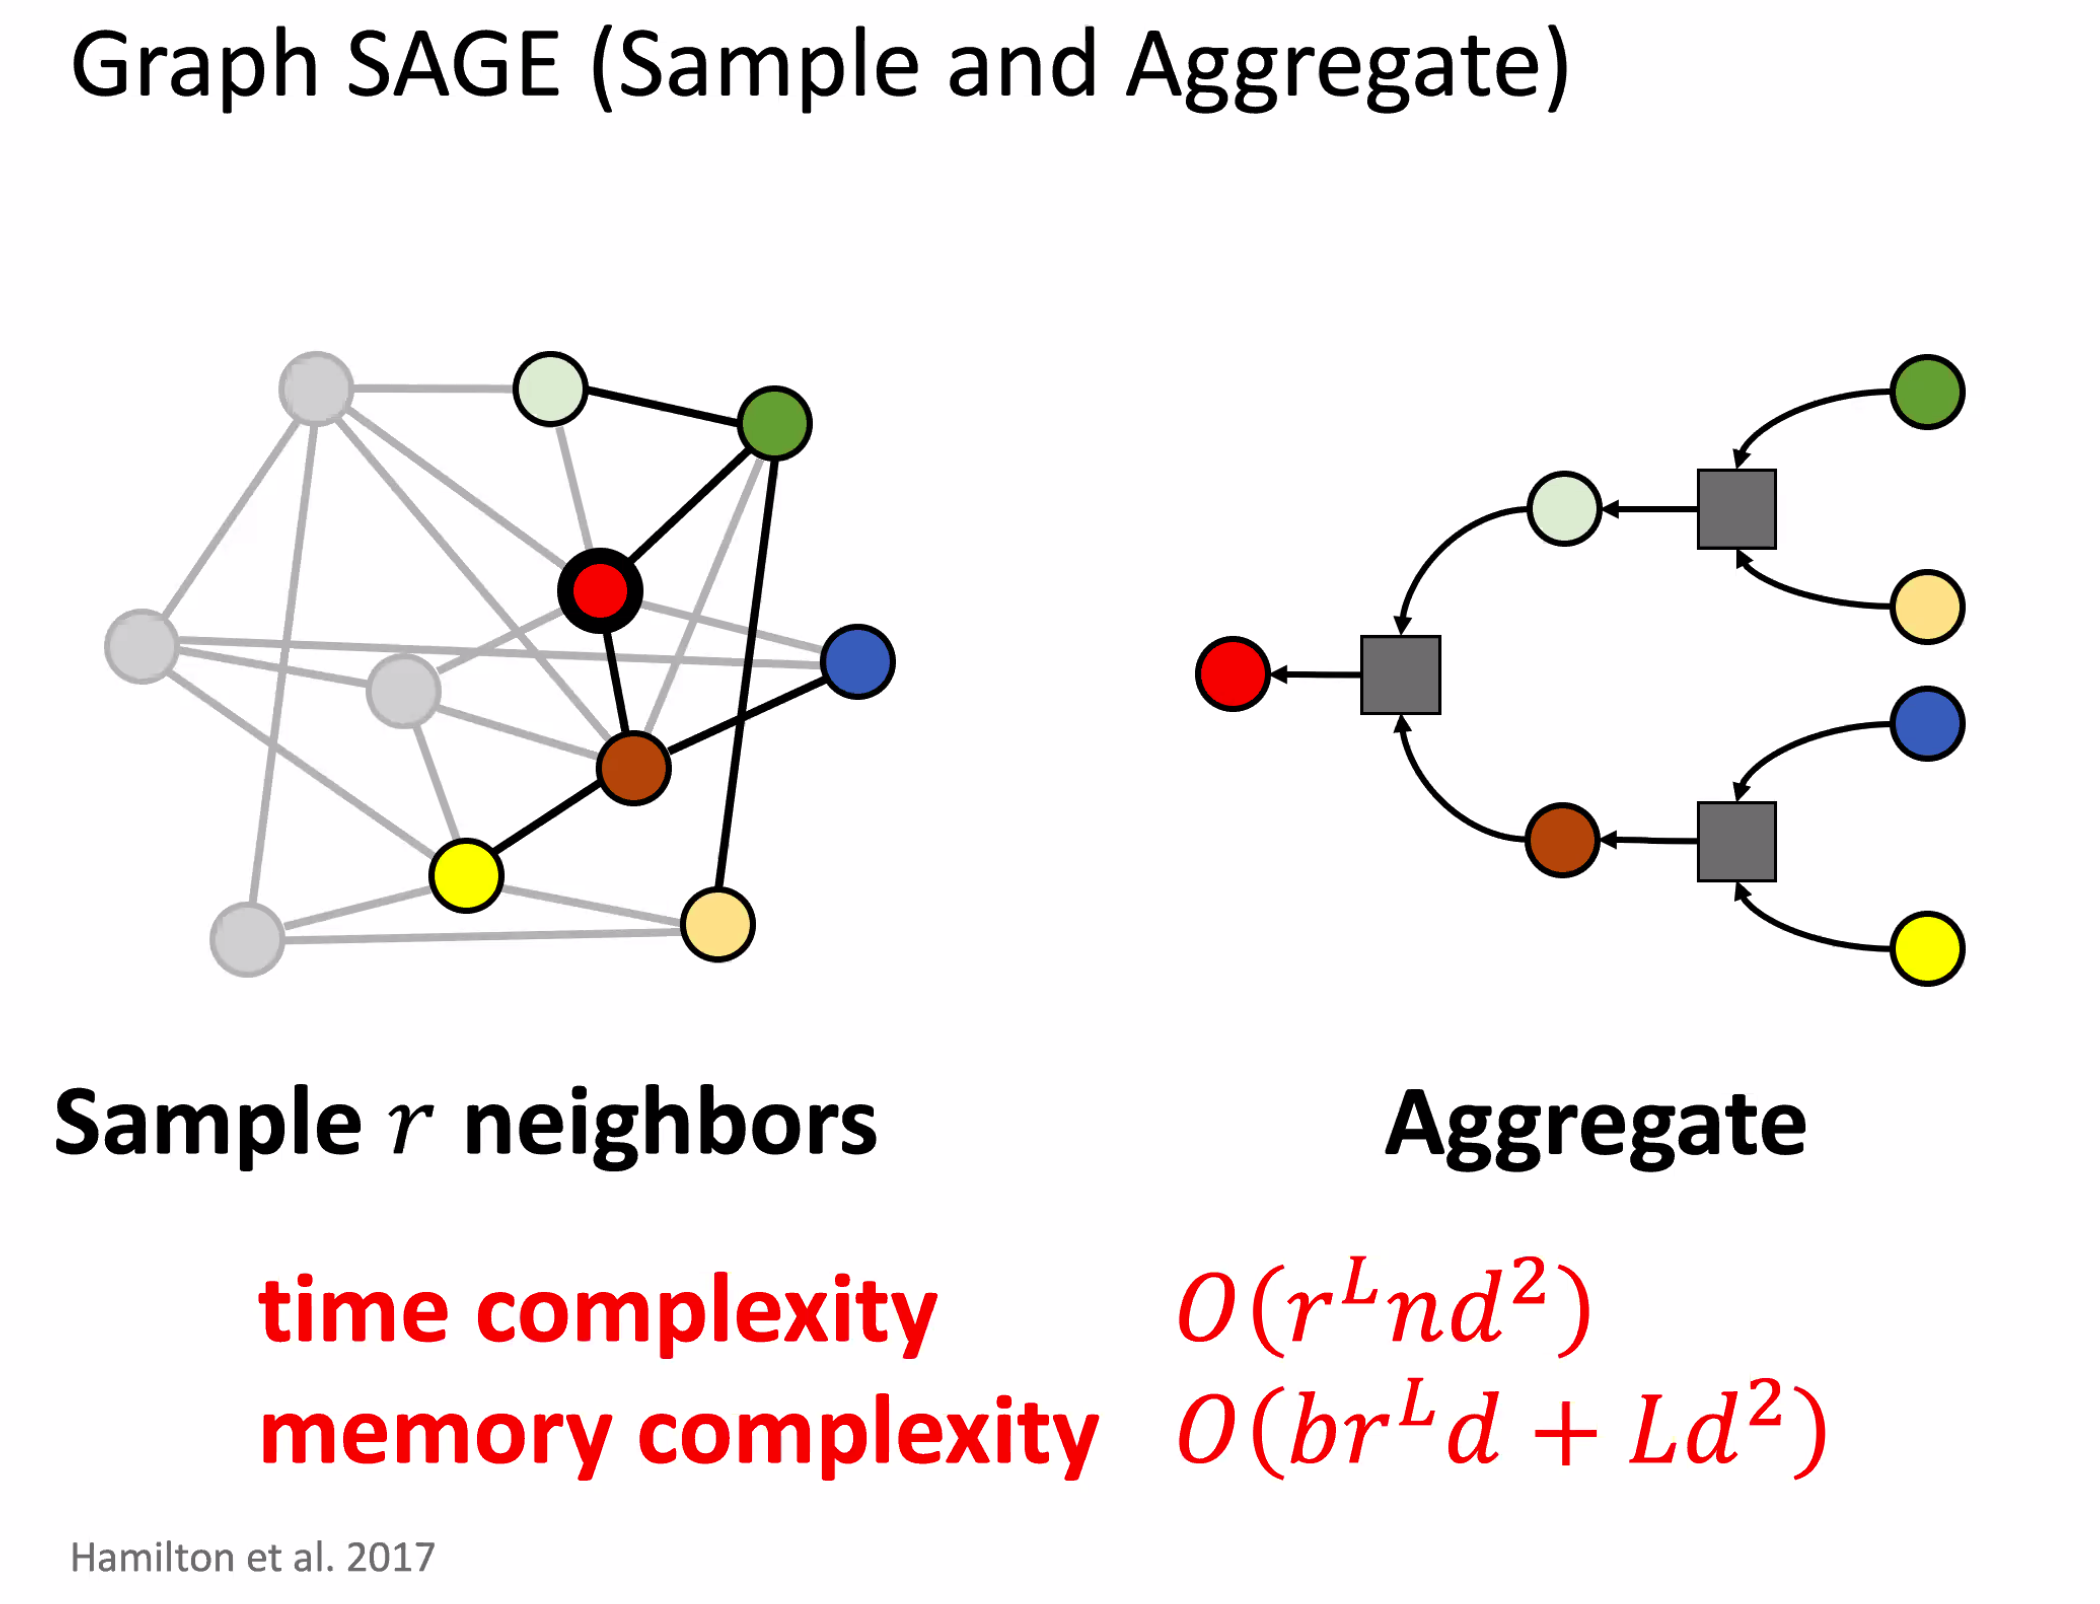 Graph SAGE (Sample and Aggregate)
Sample r neighbors
Aggregate
time complexity O(r^L nd^2)
memory complexity O(br^L d + Ld^2)
Hamilton et al. 2017